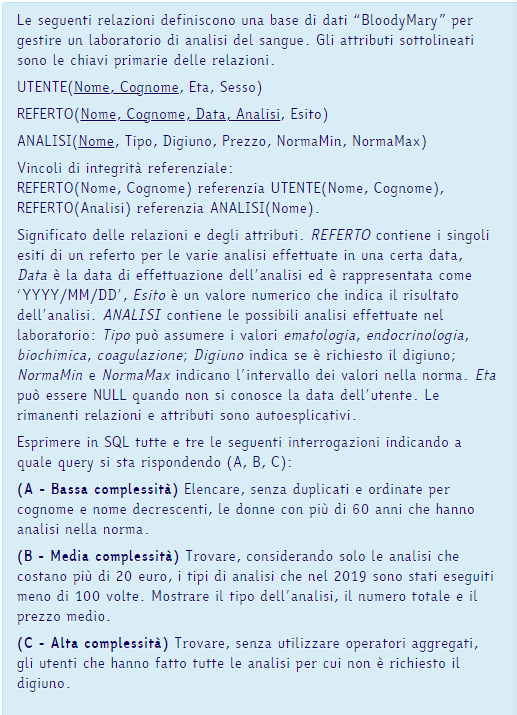 Le seguenti relazioni definiscono una base di dati “BloodyMary” per
gestire un laboratorio di analisi del sangue. Gli attributi sottolineati
sono le chiavi primarie delle relazioni.
UTENTE(Nome, Cognome, Eta, Sesso)
REFERTO(Nome, Cognome, Data, Analisi, Esito)
ANALISI(Nome, Tipo, Digiuno, Prezzo, NormaMin, NormaMax)
Vincoli di integrità referenziale:
REFERTO(Nome, Cognome) referenzia UTENTE(Nome, Cognome),
REFERTO(Analisi) referenzia ANALISI(Nome).
Significato delle relazioni e degli attributi. REFERTO contiene i singoli
esiti di un referto per le varie analisi effettuate in una certa data,
Data è la data di effettuazione dell’analisi ed è rappresentata come
‘YYYY/MM/DD’, Esito è un valore numerico che indica il risultato
dell’analisi. ANALISI contiene le possibili analisi effettuate nel
laboratorio: Tipo può assumere i valori ematologia, endocrinologia,
biochimica, coagulazione; Digiuno indica se è richiesto il digiuno;
NormaMin e NormaMax indicano l’intervallo dei valori nella norma. Eta
può essere NULL quando non si conosce la data dell’utente. Le
rimanenti relazioni e attributi sono autoesplicativi.
Esprimere in SQL tutte e tre le seguenti interrogazioni indicando a
quale query si sta rispondendo (A, B, C):
(A - Bassa complessità) Elencare, senza duplicati e ordinate per
cognome e nome decrescenti, le donne con più di 60 anni che hanno
analisi nella norma.
(B - Media complessità) Trovare, considerando solo le analisi che
costano più di 20 euro, i tipi di analisi che nel 2019 sono stati eseguiti
meno di 100 volte. Mostrare il tipo dell’analisi, il numero totale e il
prezzo medio.
(C - Alta complessità) Trovare, senza utilizzare operatori aggregati,
gli utenti che hanno fatto tutte le analisi per cui non è richiesto il
digiuno.